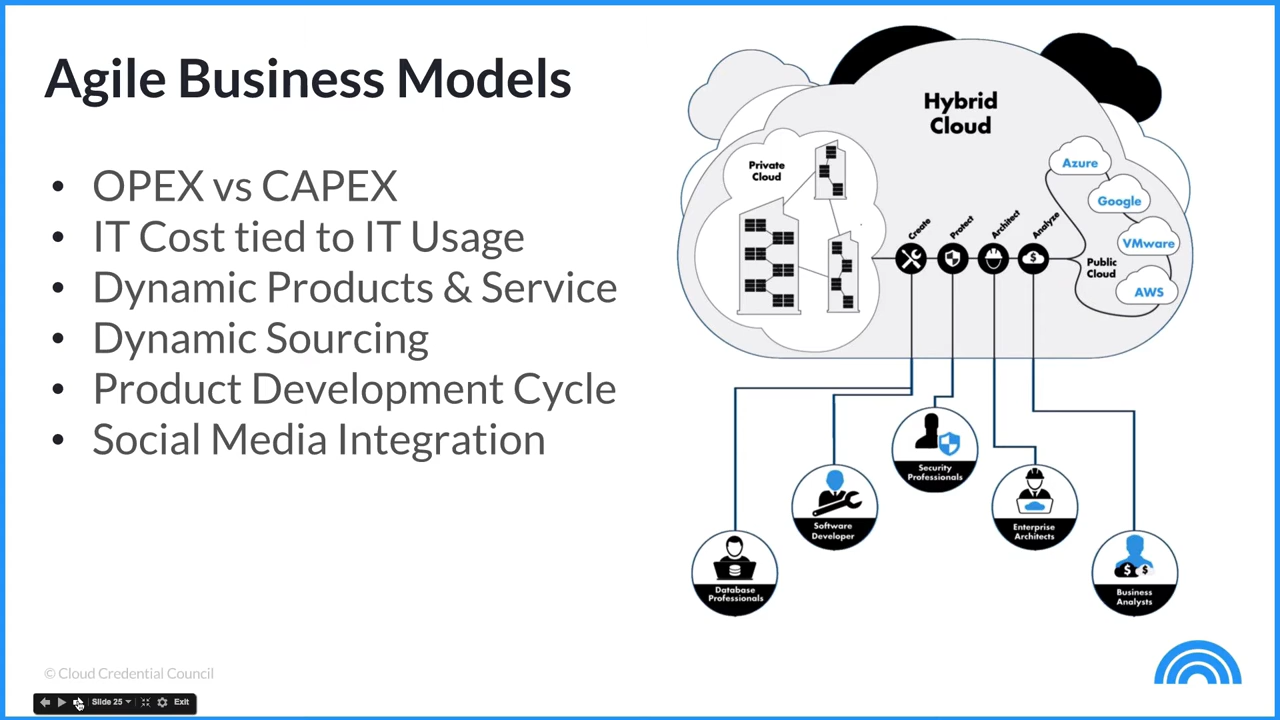 Agile Business Models
• OPEX vs CAPEX
• IT Cost tied to IT Usage
• Dynamic Products & Service
• Dynamic Sourcing
• Product Development Cycle
• Social Media Integration
Hybrid
Cloud
Private
Cloud
Create
Protect
Architect
Analyze
Public
Cloud
Azure
Google
VMware
AWS
Security
Professionals
Software
Developer
Enterprise
Architects
Database
Professionals
Business
Analysts
© Cloud Credential Council
Slide 25
Exit